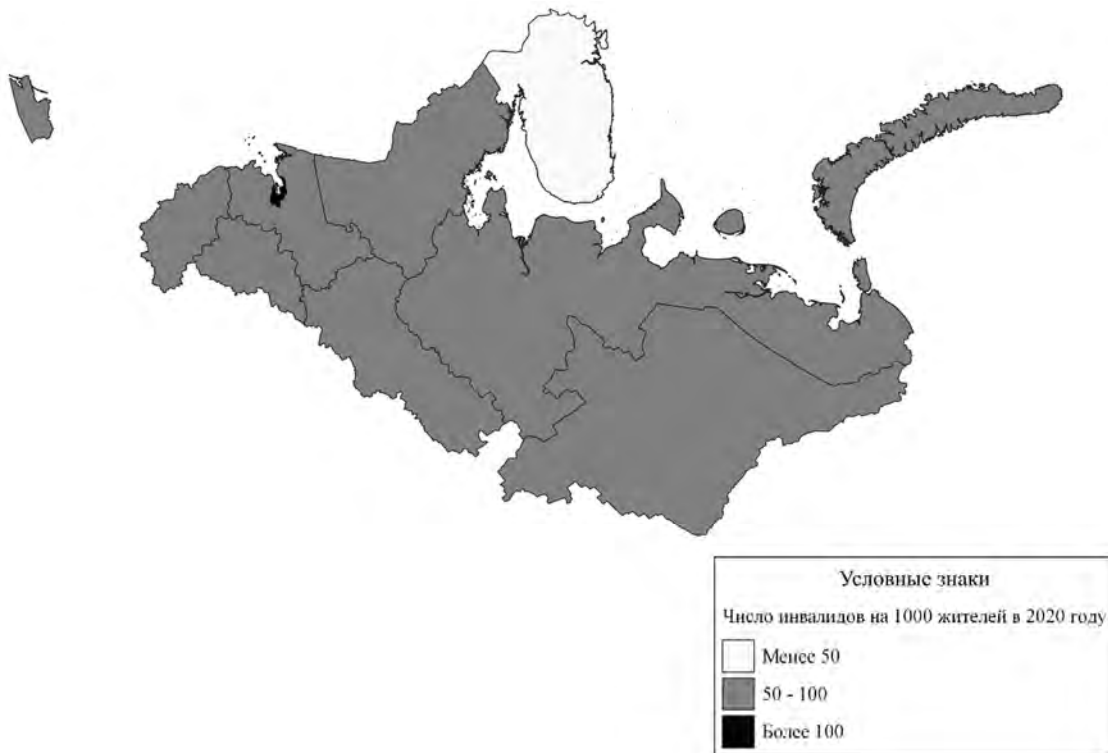 Условные знаки
Число инвалидов на 1000 жителей в 2020 году
Менее 50
50 - 100
Более 100